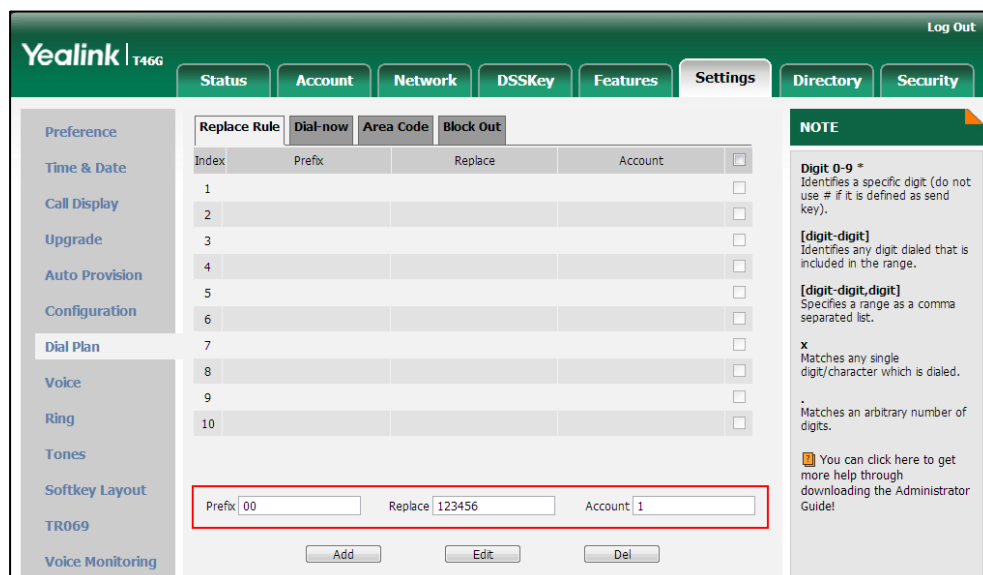 Log Out
Yealink T46G
Status Account Network DSSKey Features Settings Directory Security
Preference
Time & Date
Call Display
Upgrade
Auto Provision
Configuration
Dial Plan
Voice
Ring
Tones
Softkey Layout
TR069
Voice Monitoring
Replace Rule Dial-now Area Code Block Out
Index Prefix Replace Account
1
2
3
4
5
6
7
8
9
10
Prefix 00 Replace 123456 Account 1
Add Edit Del
NOTE
Digit 0-9 *
Identifies a specific digit (do not
use # if it is defined as send
key).
[digit-digit]
Identifies any digit dialed that is
included in the range.
[digit-digit,digit]
Specifies a range as a comma
separated list.
x
Matches any single
digit/character which is dialed.
.
Matches an arbitrary number of
digits.
? You can click here to get
more help through
downloading the Administrator
Guide!